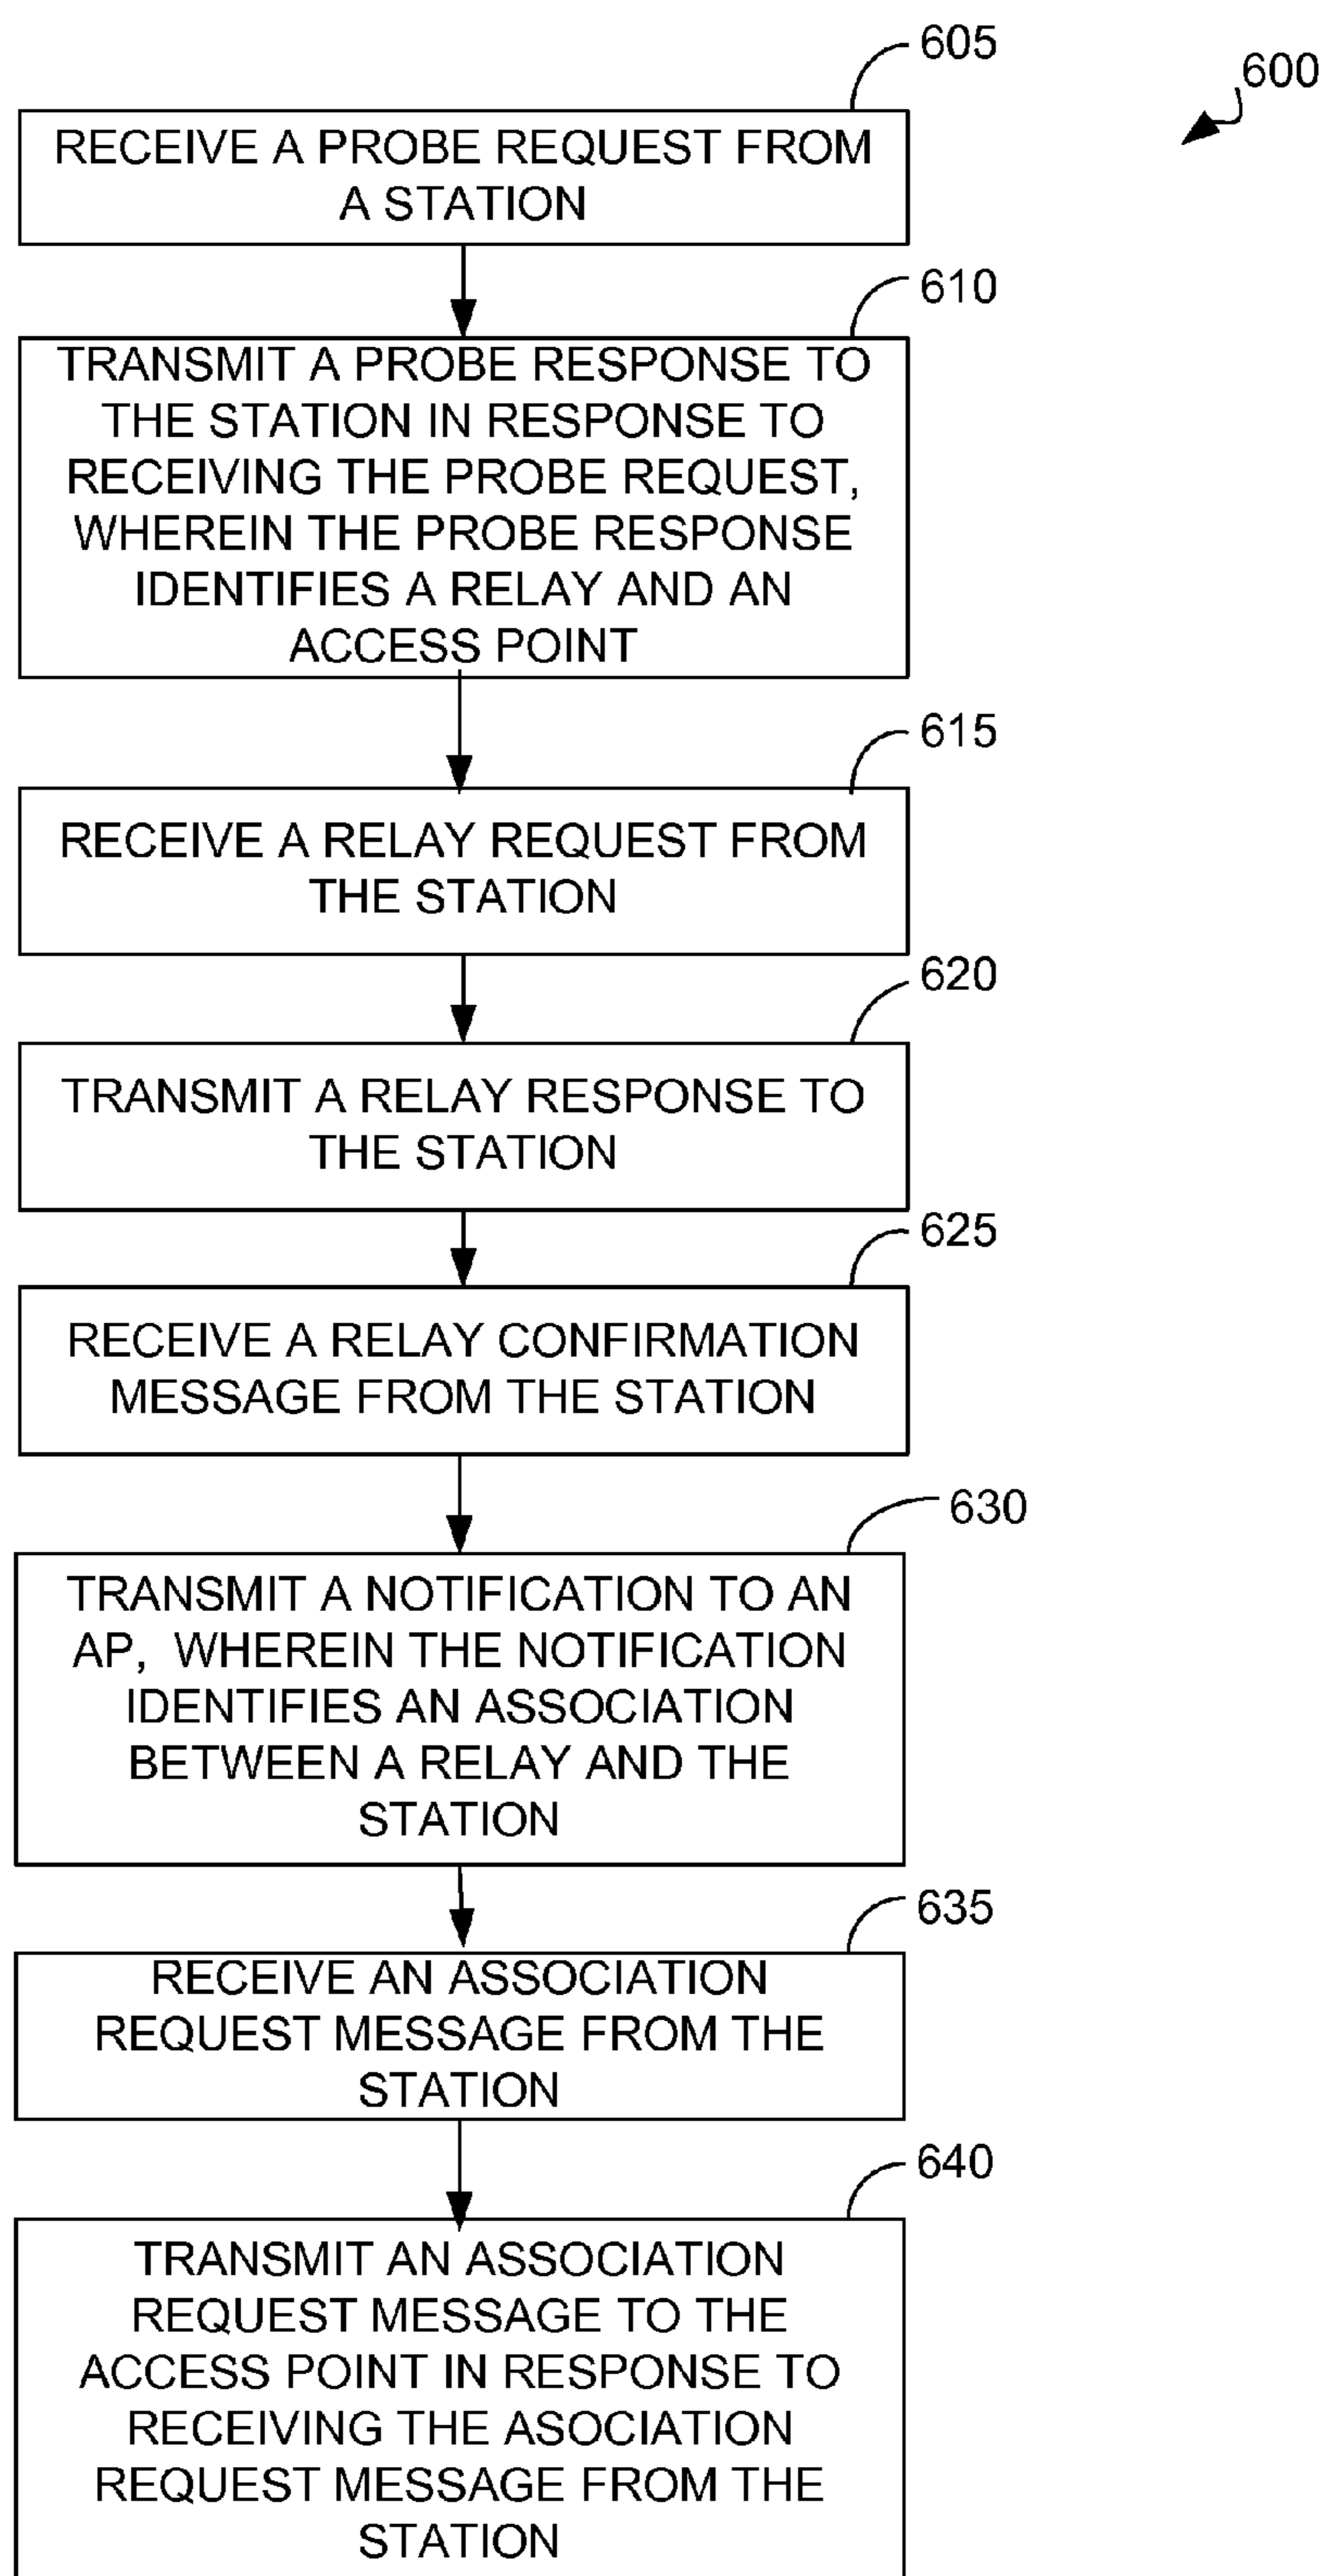 605
600
RECEIVE A PROBE REQUEST FROM
A STATION
610
TRANSMIT A PROBE RESPONSE TO
THE STATION IN RESPONSE TO
RECEIVING THE PROBE REQUEST,
WHEREIN THE PROBE RESPONSE
IDENTIFIES A RELAY AND AN
ACCESS POINT
615
RECEIVE A RELAY REQUEST FROM
THE STATION
620
TRANSMIT A RELAY RESPONSE TO
THE STATION
625
RECEIVE A RELAY CONFIRMATION
MESSAGE FROM THE STATION
630
TRANSMIT A NOTIFICATION TO AN
AP, WHEREIN THE NOTIFICATION
IDENTIFIES AN ASSOCIATION
BETWEEN A RELAY AND THE
STATION
635
RECEIVE AN ASSOCIATION
REQUEST MESSAGE FROM THE
STATION
640
TRANSMIT AN ASSOCIATION
REQUEST MESSAGE TO THE
ACCESS POINT IN RESPONSE TO
RECEIVING THE ASOCIATION
REQUEST MESSAGE FROM THE
STATION